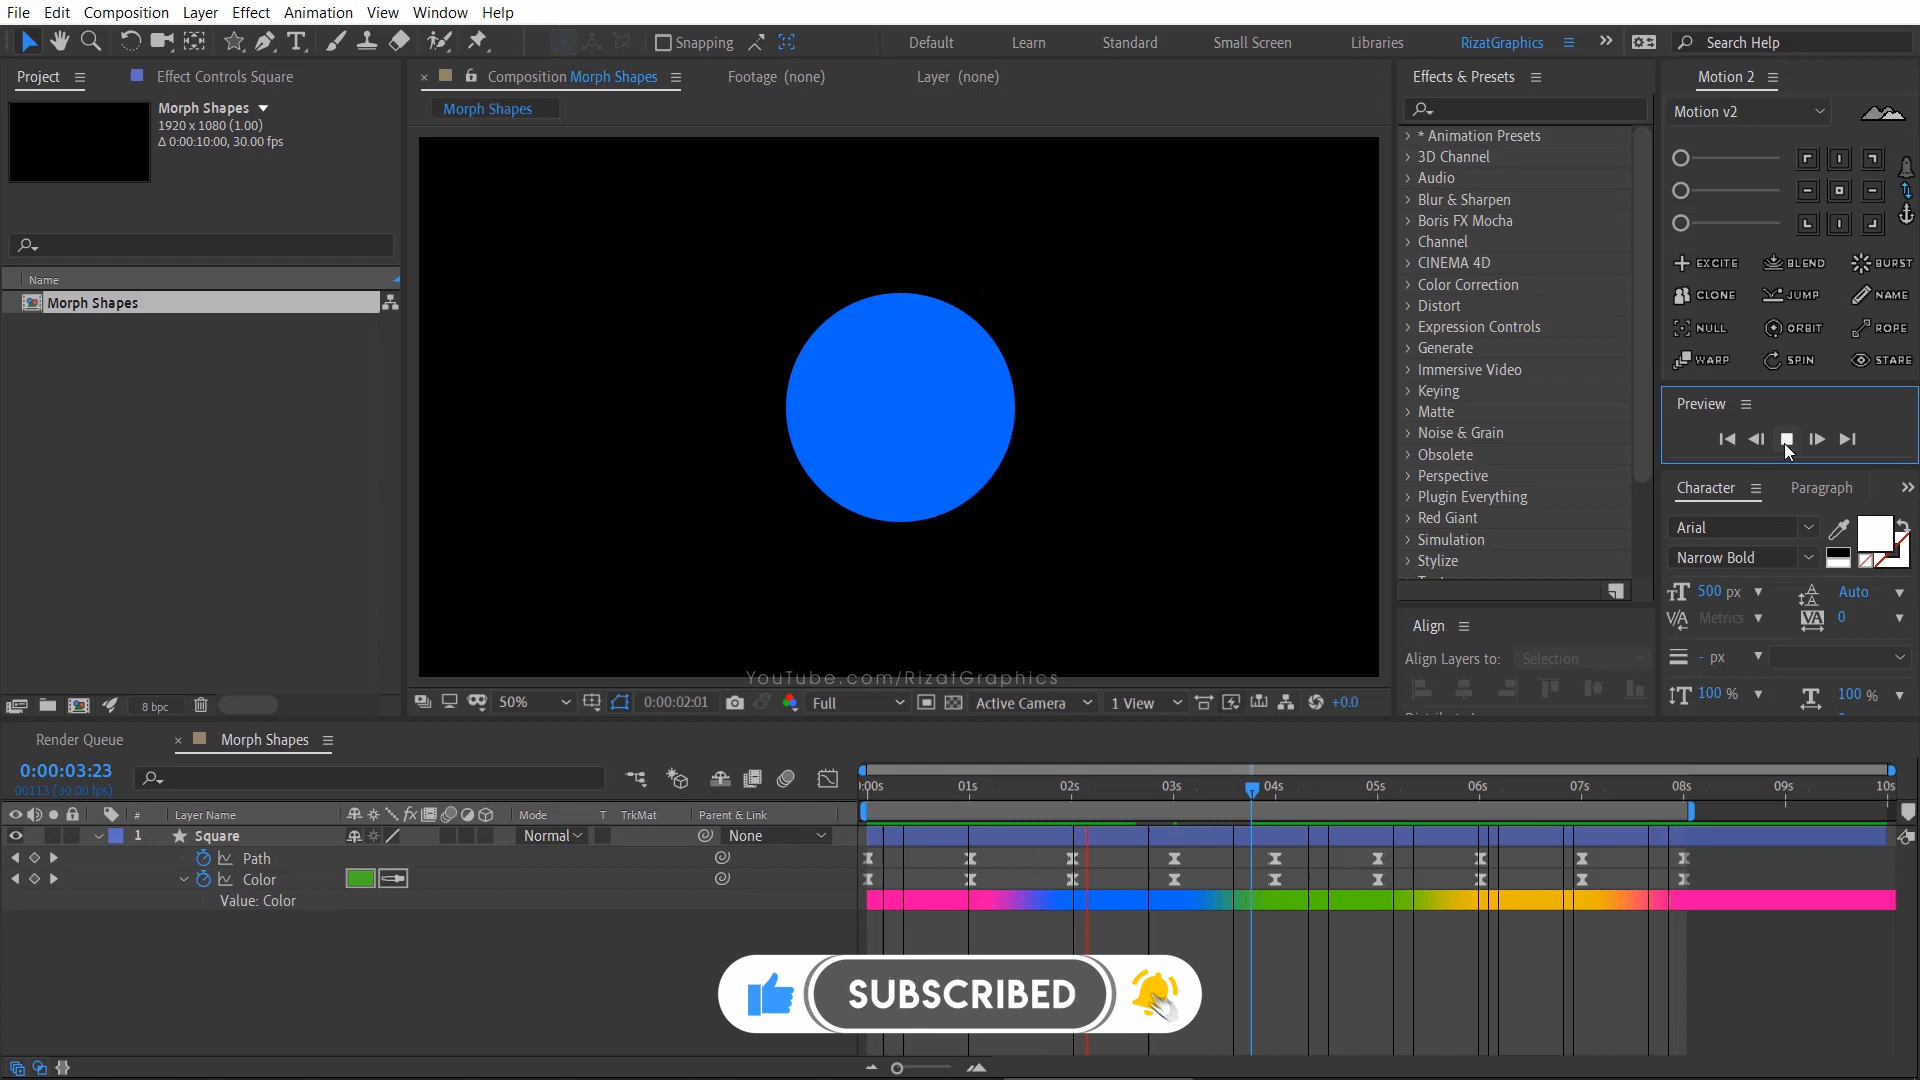 File Edit Composition Layer Effect Animation View Window Help
Snapping Default Learn Standard Small Screen Libraries RizatGraphics Search Help
Project Effect Controls Square
Morph Shapes
1920 x 1080 (1.00)
Δ 0:00:10:00, 30.00 fps
Name
Morph Shapes
8 bpc
Composition Morph Shapes Footage (none) Layer (none)
Morph Shapes
YouTube.com/RizatGraphics
50% 0:00:02:01 Full Active Camera 1 View +0.0
Effects & Presets
* Animation Presets
3D Channel
Audio
Blur & Sharpen
Boris FX Mocha
Channel
CINEMA 4D
Color Correction
Distort
Expression Controls
Generate
Immersive Video
Keying
Matte
Noise & Grain
Obsolete
Perspective
Plugin Everything
Red Giant
Simulation
Stylize
Align
Align Layers to: Selection
Motion 2
Motion v2
EXCITE BLEND BURST
CLONE JUMP NAME
NULL ORBIT ROPE
WARP SPIN STARE
Preview
Character Paragraph
Arial
Narrow Bold
500 px Auto
Metrics 0
- px
100 % 100 %
Render Queue Morph Shapes
0:00:03:23
00113 (30.00 fps)
# Layer Name Mode T TrkMat Parent & Link
1 Square Normal None
Path
Color
Value: Color
:00s 01s 02s 03s 04s 05s 06s 07s 08s 09s 10s
SUBSCRIBED